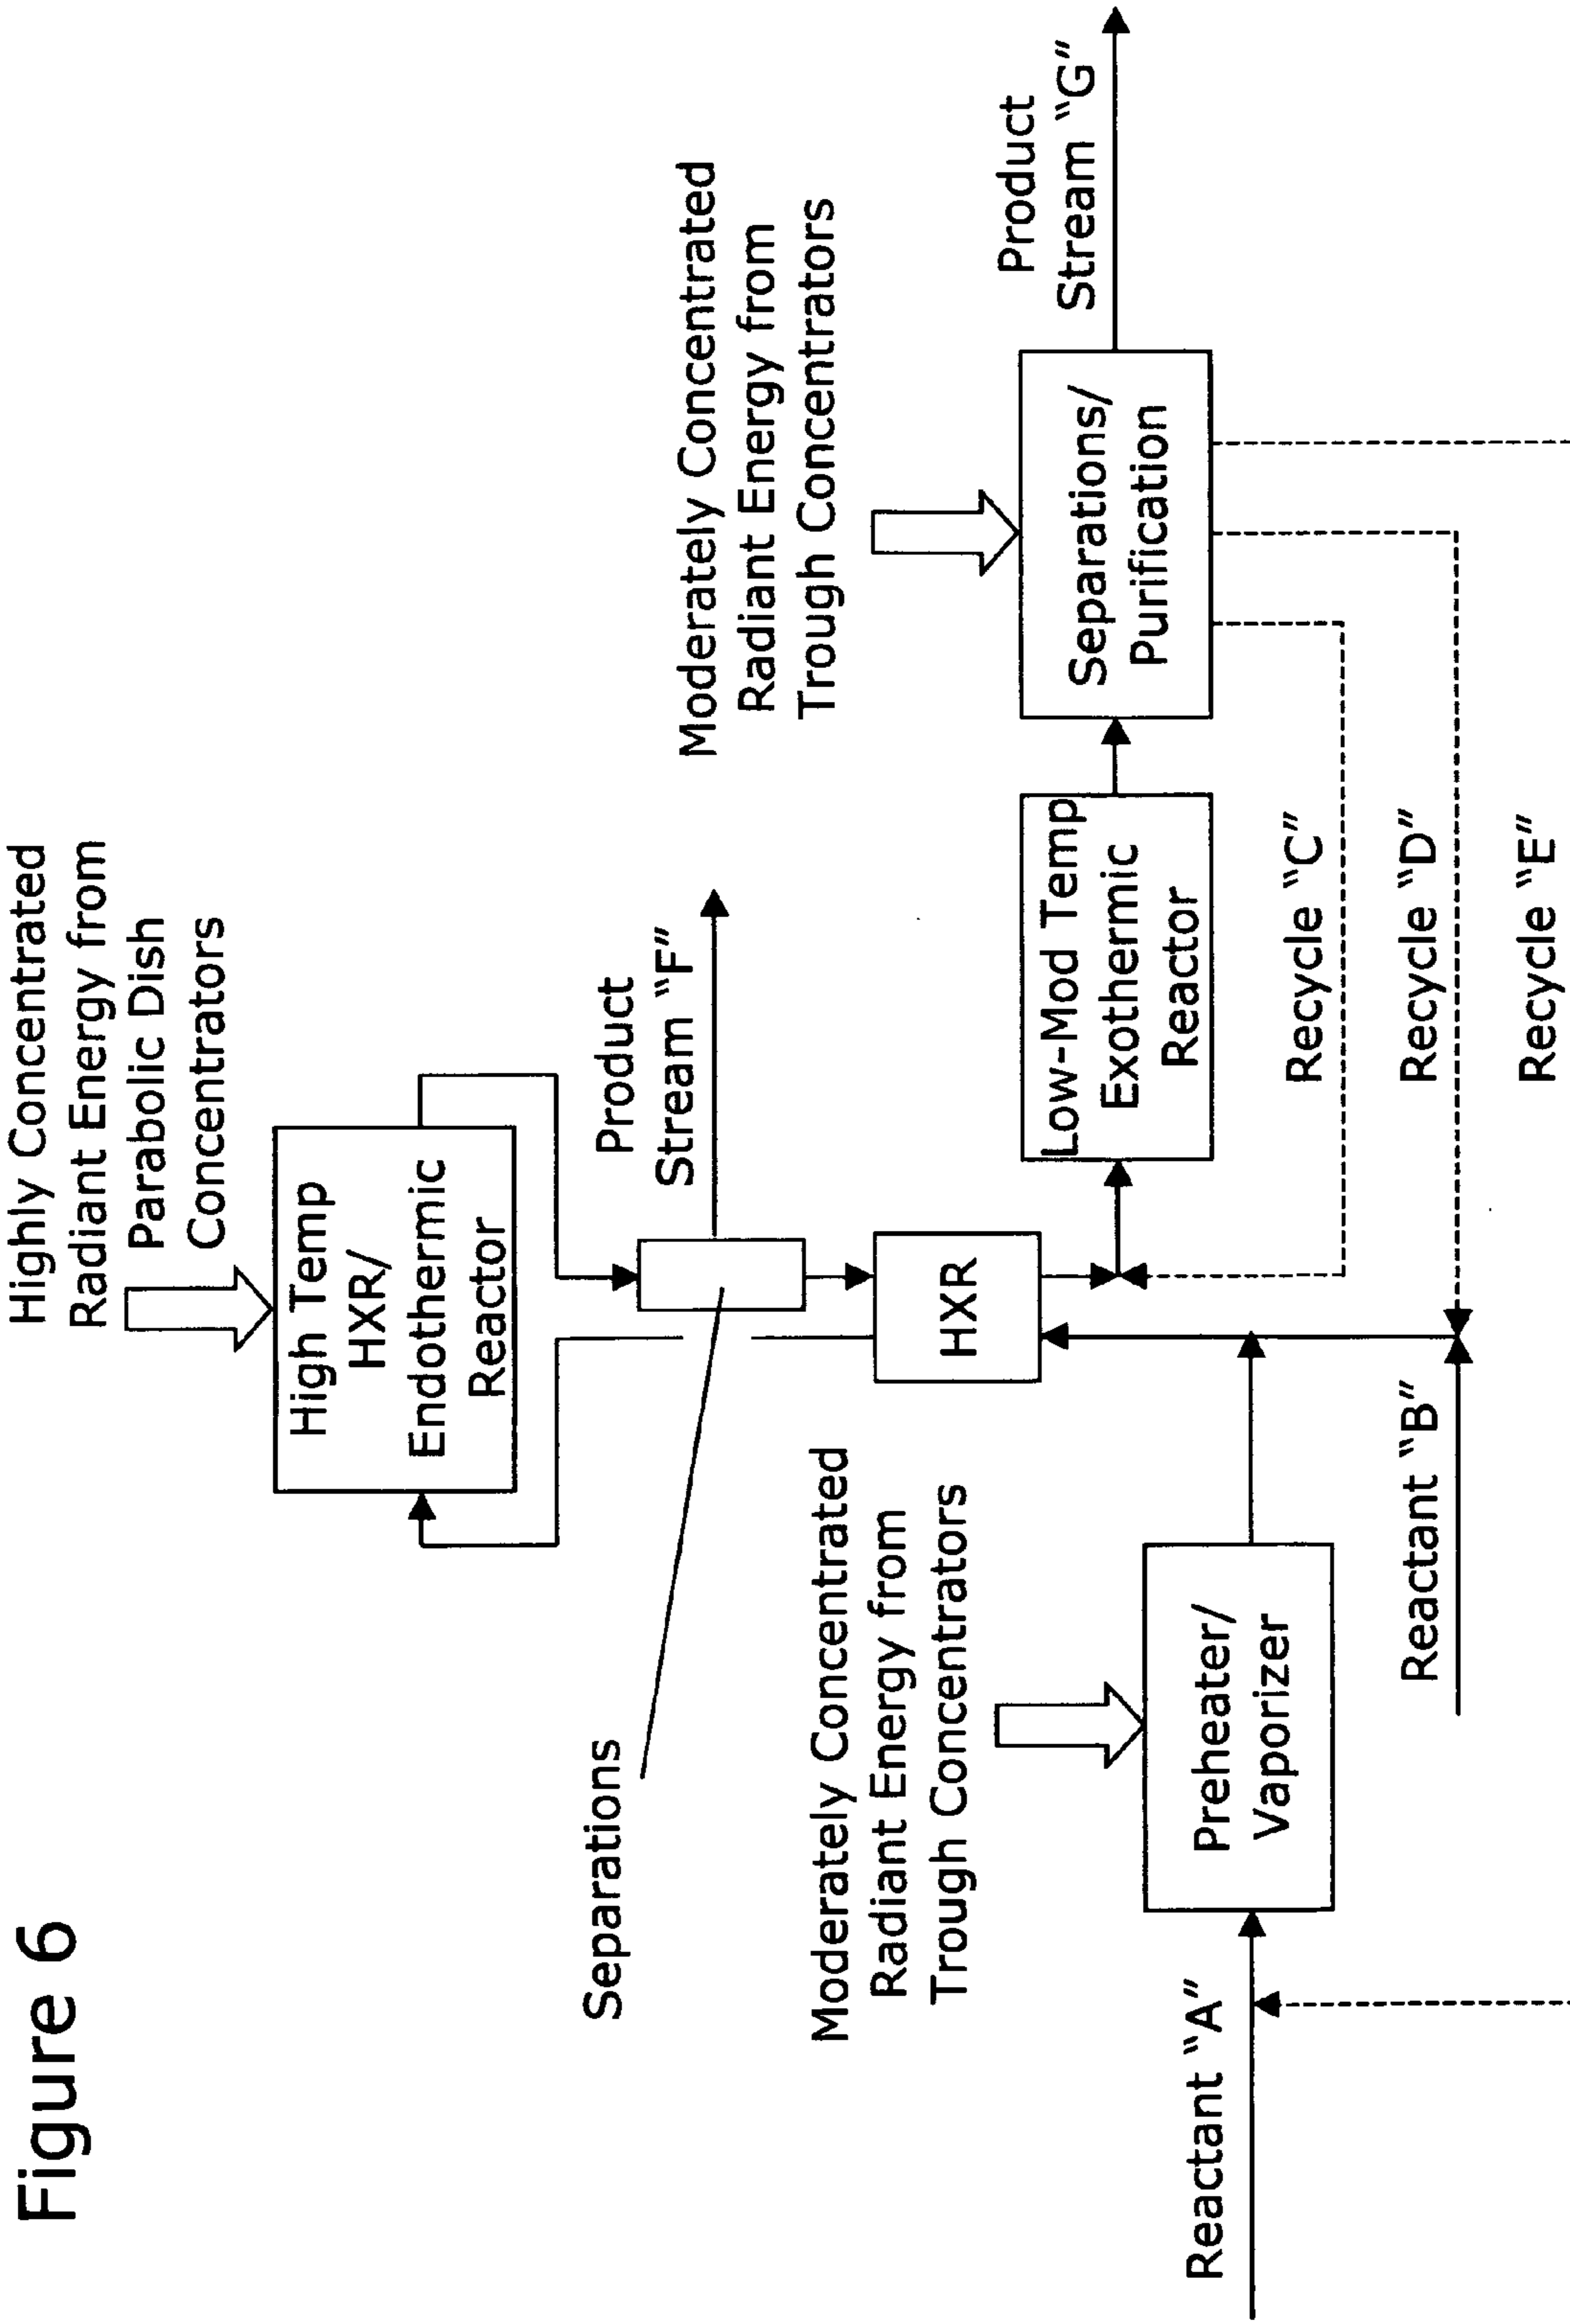 Figure 6
Highly Concentrated
Radiant Energy from
Parabolic Dish
Concentrators
High Temp
HXR/
Endothermic
Reactor
Separations
Product
Stream “F”
Moderately Concentrated
Radiant Energy from
Trough Concentrators
HXR
Moderately Concentrated
Radiant Energy from
Trough Concentrators
Product
Stream “G”
Reactant “A”
Preheater/
Vaporizer
Low-Mod Temp
Exothermic
Reactor
Separations/
Purification
Reactant “B”
Recycle “C”
Recycle “D”
Recycle “E”